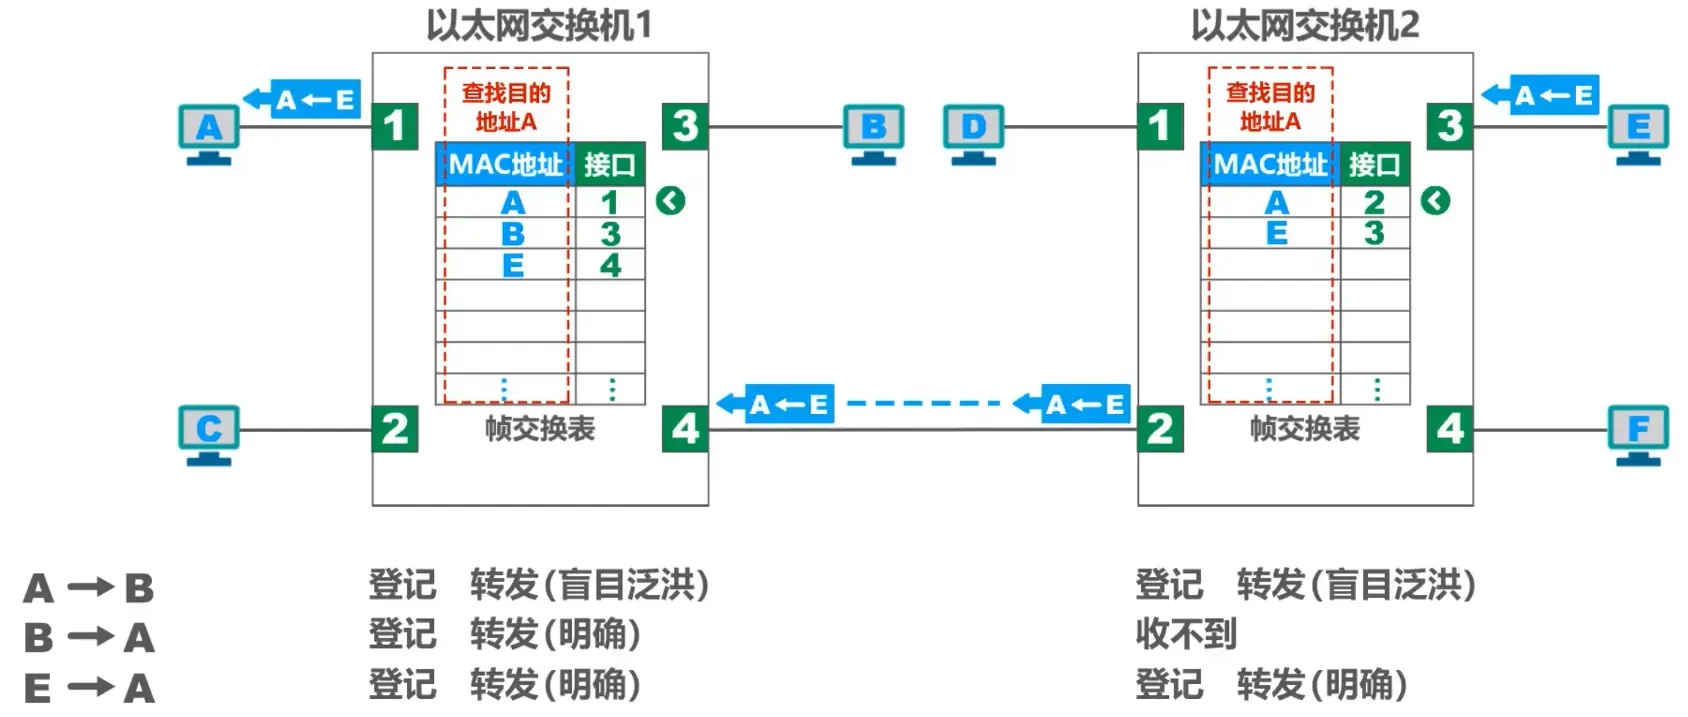 以太网交换机1
以太网交换机2
A←E
A←E
查找目的
地址A
查找目的
地址A
A
1
3
B
D
1
3
E
MAC地址 接口
MAC地址 接口
A 1
A 2
B 3
E 3
E 4
⋮ ⋮
⋮ ⋮
A←E
A←E
C
2
帧交换表
4
2
帧交换表
4
F
A→B 登记 转发(盲目泛洪) 登记 转发(盲目泛洪)
B→A 登记 转发(明确) 收不到
E→A 登记 转发(明确) 登记 转发(明确)